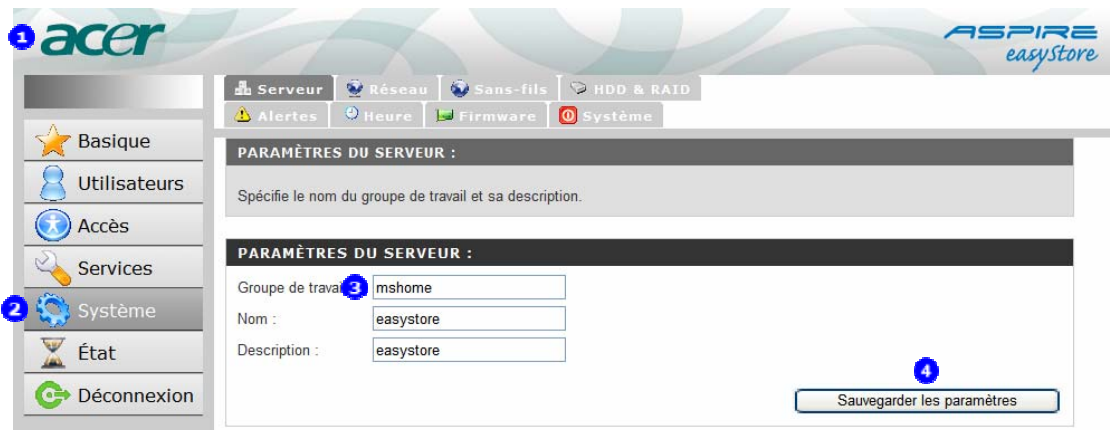 1 acer
ASPIRE
easyStore
Serveur Réseau Sans-fils HDD & RAID
Alertes Heure Firmware Système
Basique
Utilisateurs
Accès
Services
2 Système
État
Déconnexion
PARAMÈTRES DU SERVEUR :
Spécifie le nom du groupe de travail et sa description.
PARAMÈTRES DU SERVEUR :
Groupe de travai 3 mshome
Nom : easystore
Description : easystore
4
Sauvegarder les paramètres